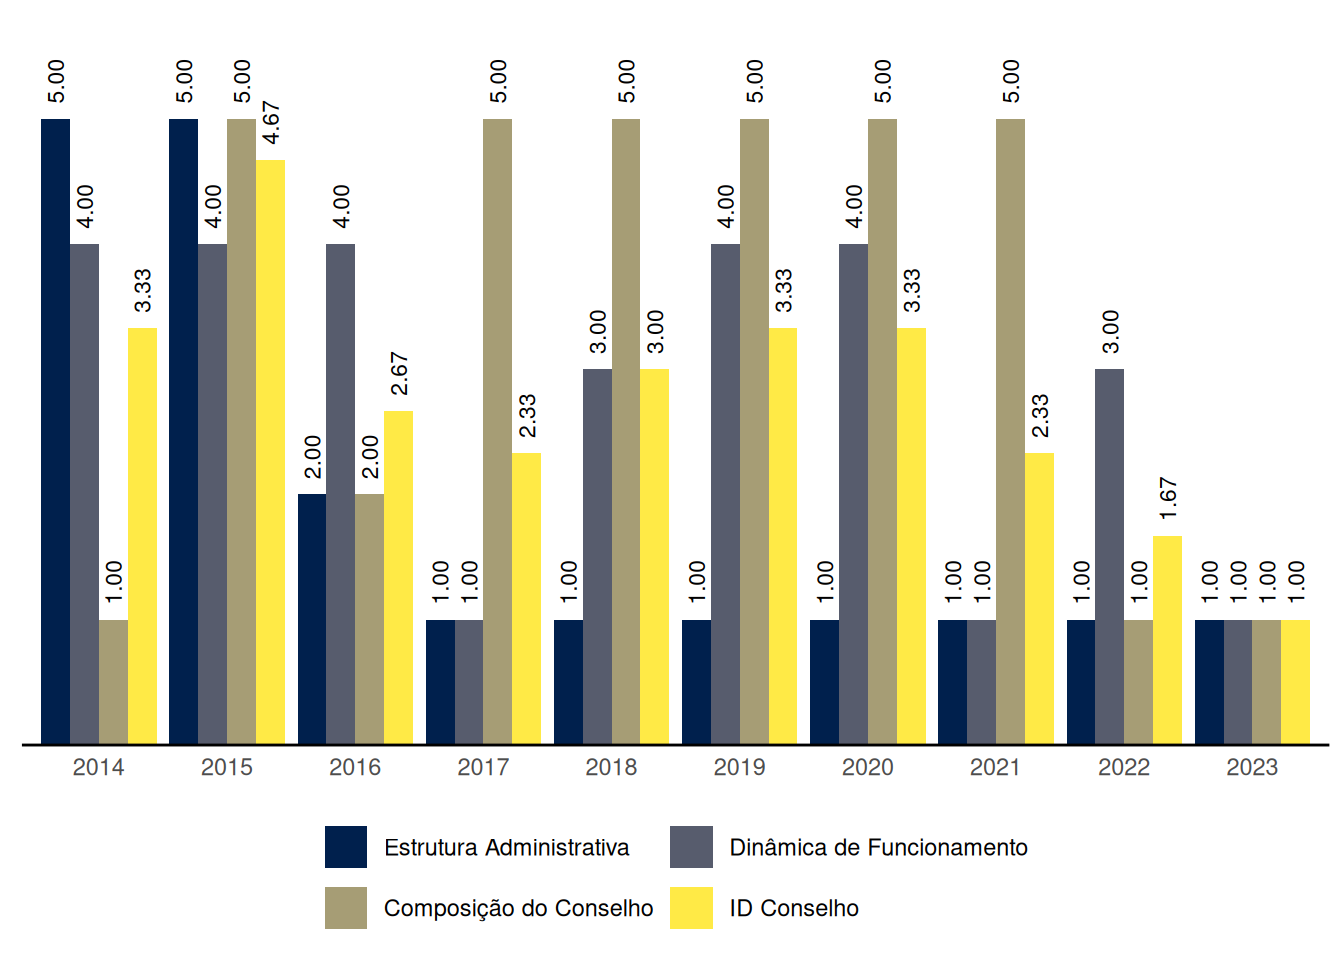 5.00 4.00 1.00 3.33
5.00 4.00 5.00 4.67
2.00 4.00 2.00 2.67
1.00 1.00 5.00 2.33
1.00 3.00 5.00 3.00
1.00 4.00 5.00 3.33
1.00 4.00 5.00 3.33
1.00 1.00 5.00 2.33
1.00 3.00 1.00 1.67
1.00 1.00 1.00 1.00
2014 2015 2016 2017 2018 2019 2020 2021 2022 2023
Estrutura Administrativa Dinâmica de Funcionamento
Composição do Conselho ID Conselho